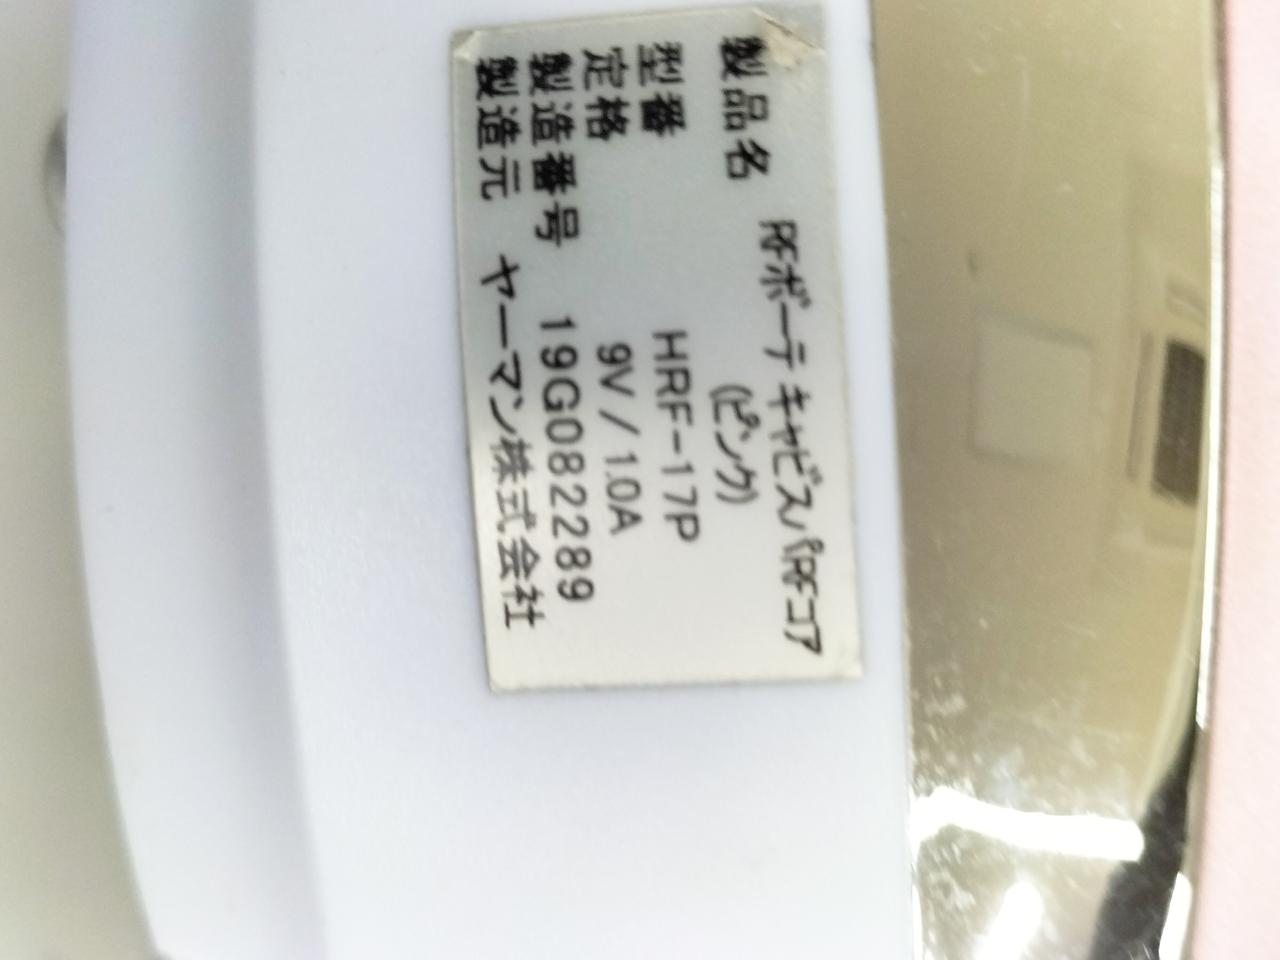 製品名 RFボーテ キャビスパRFコア
(ピンク)
型番 HRF-17P
定格 9V/1.0A
製造番号 19G082289
製造元 ヤーマン株式会社